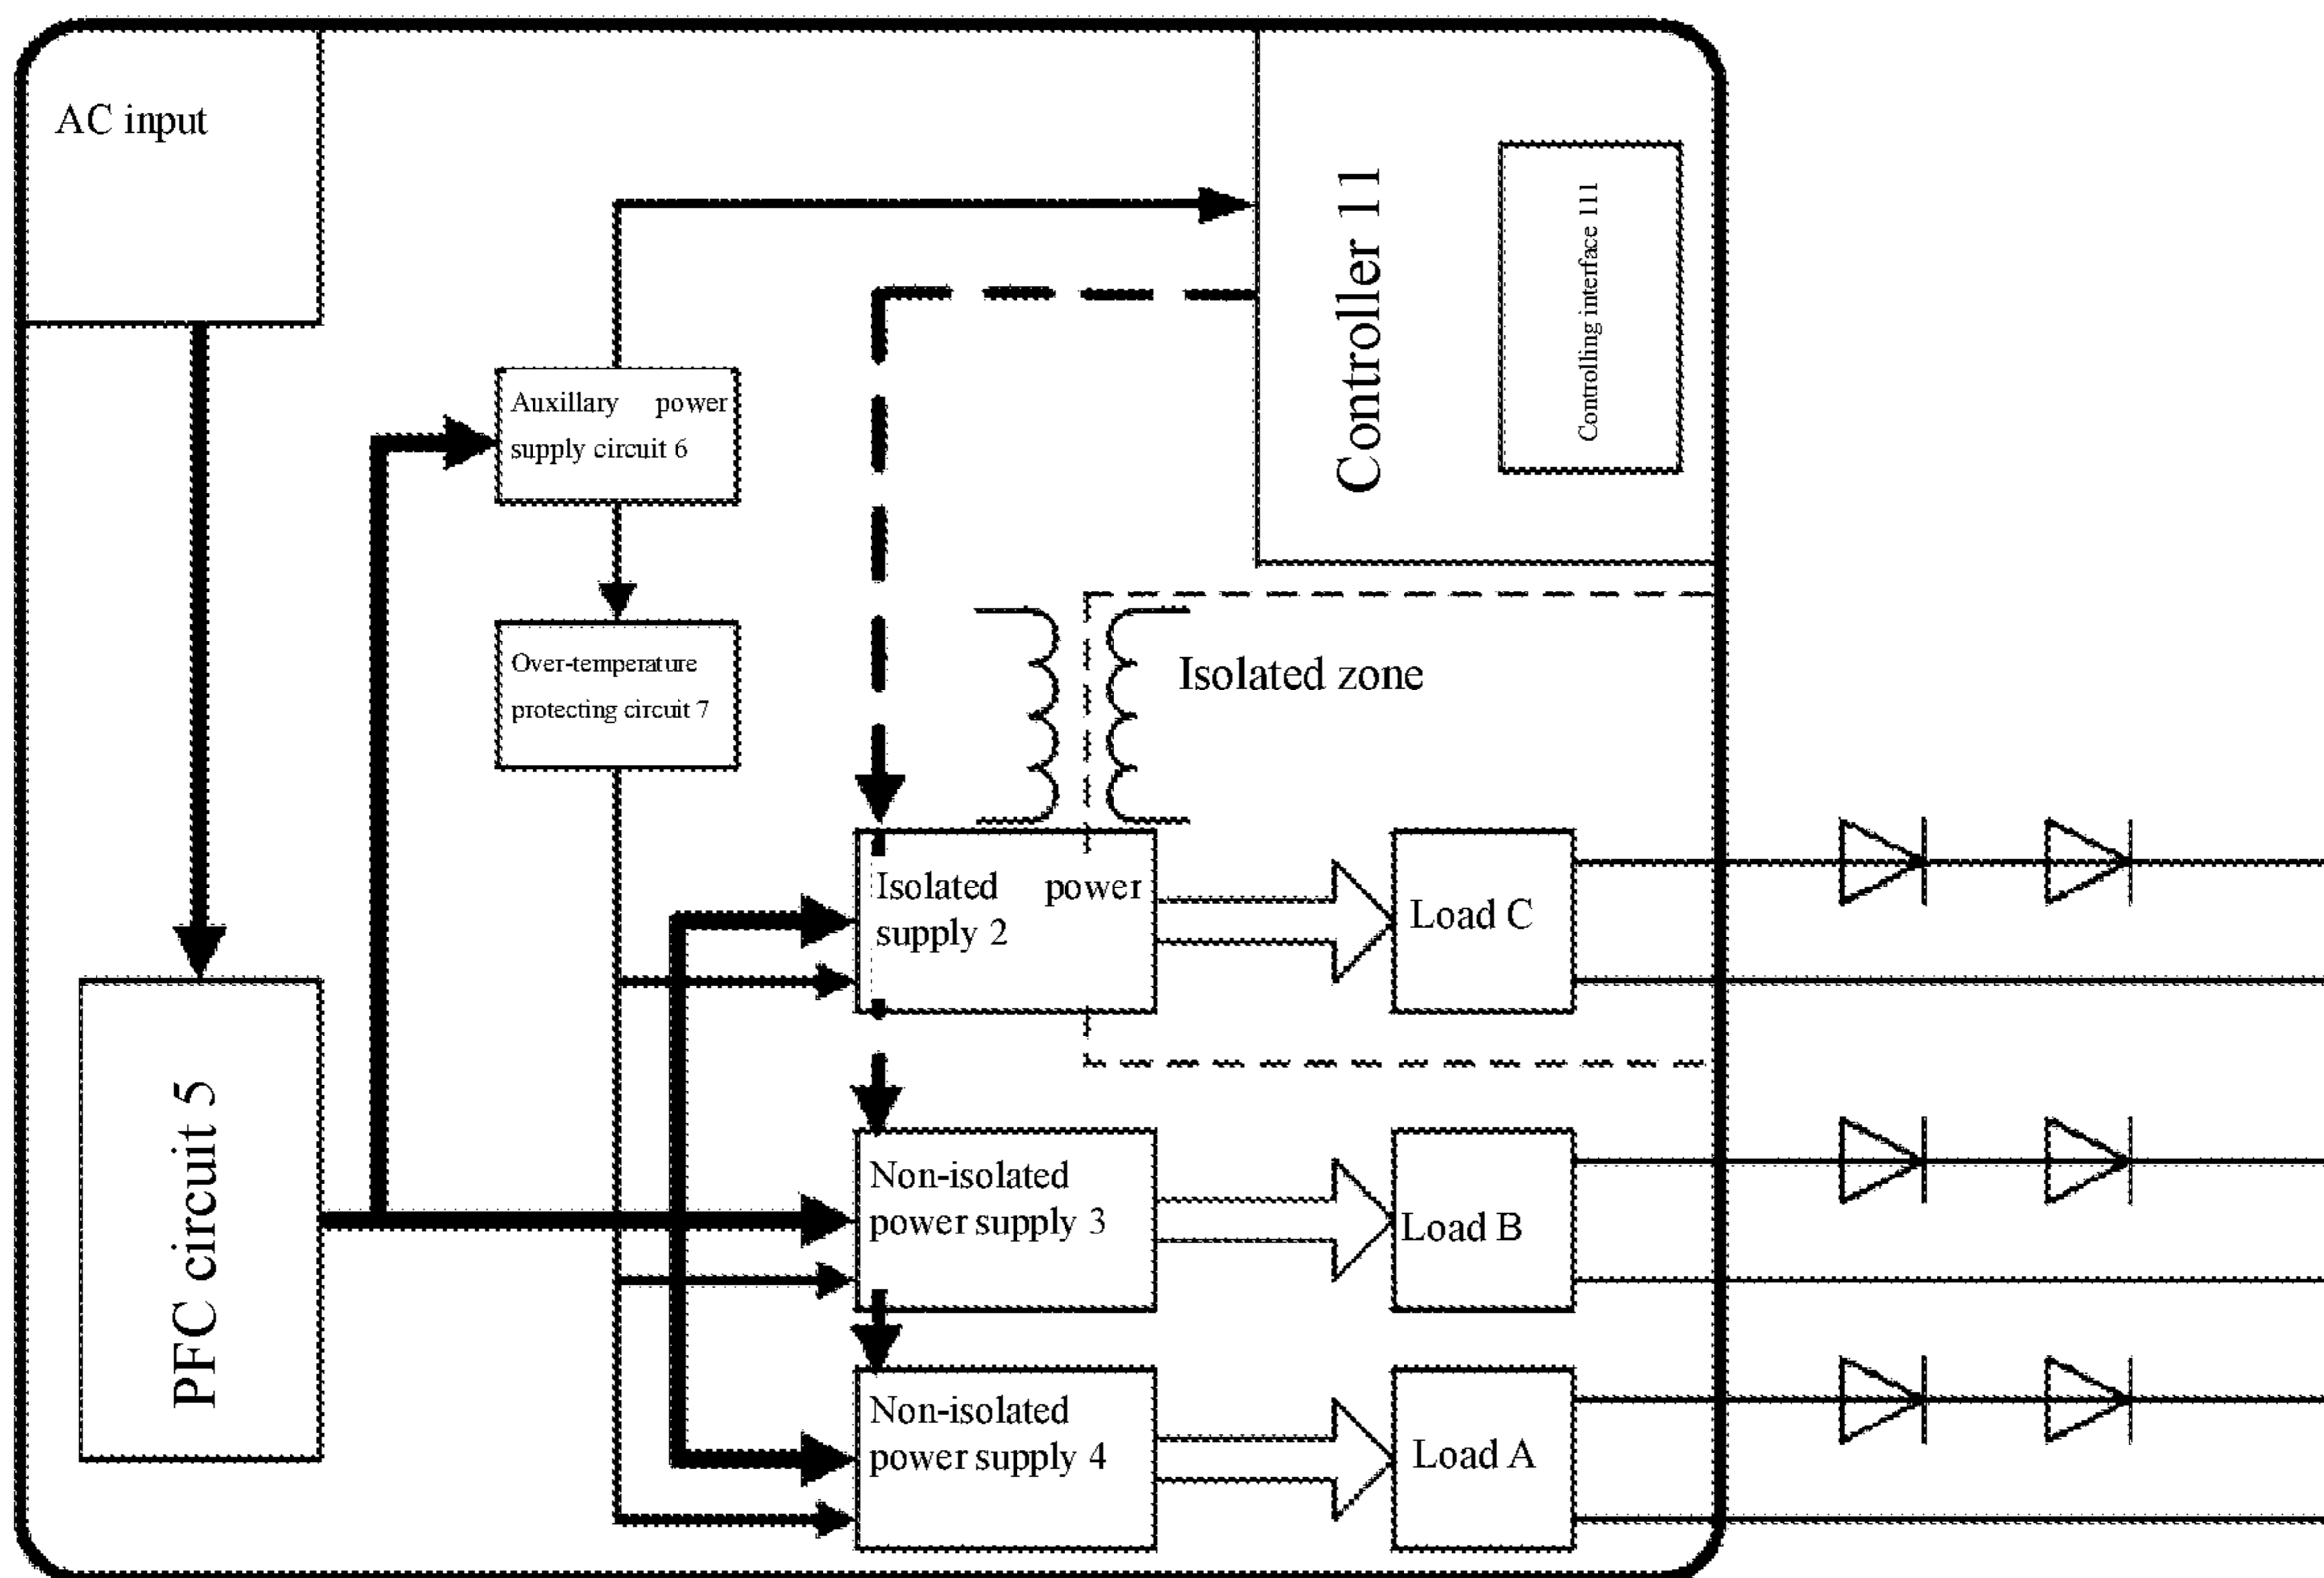 AC input
Controller 11
Controlling interface 111
Auxillary power
supply circuit 6
Over-temperature
protecting circuit 7
Isolated zone
Isolated power
supply 2
Load C
PFC circuit 5
Non-isolated
power supply 3
Load B
Non-isolated
power supply 4
Load A